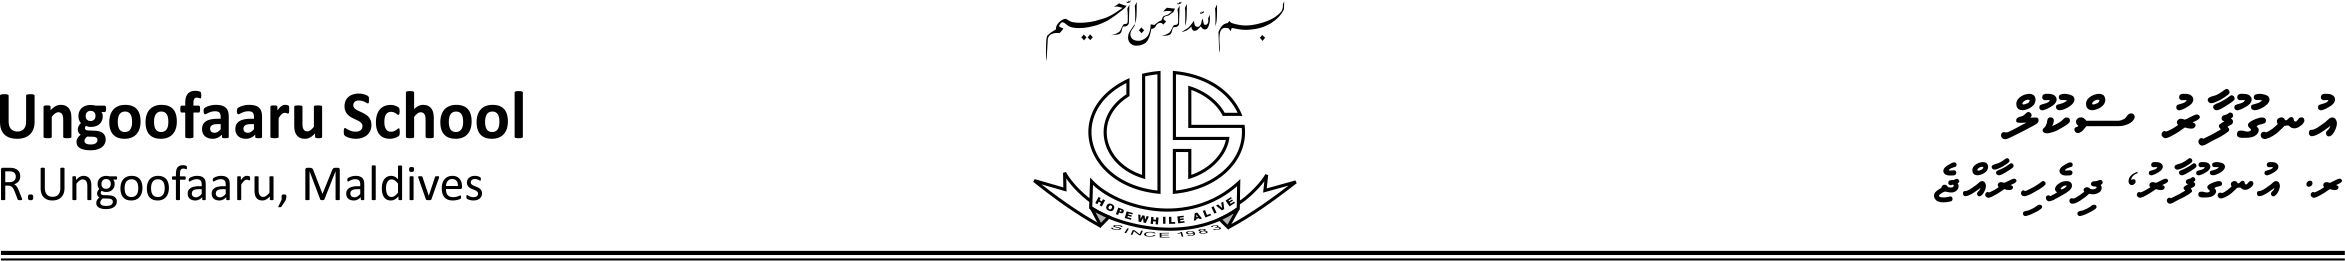 بسم الله الرحمن الرحيم
Ungoofaaru School
R.Ungoofaaru, Maldives
US
HOPE WHILE ALIVE
SINCE 1983
އުނގޫފާރު ސްކޫލް
ރ. އުނގޫފާރު، ދިވެހިރާއްޖެ